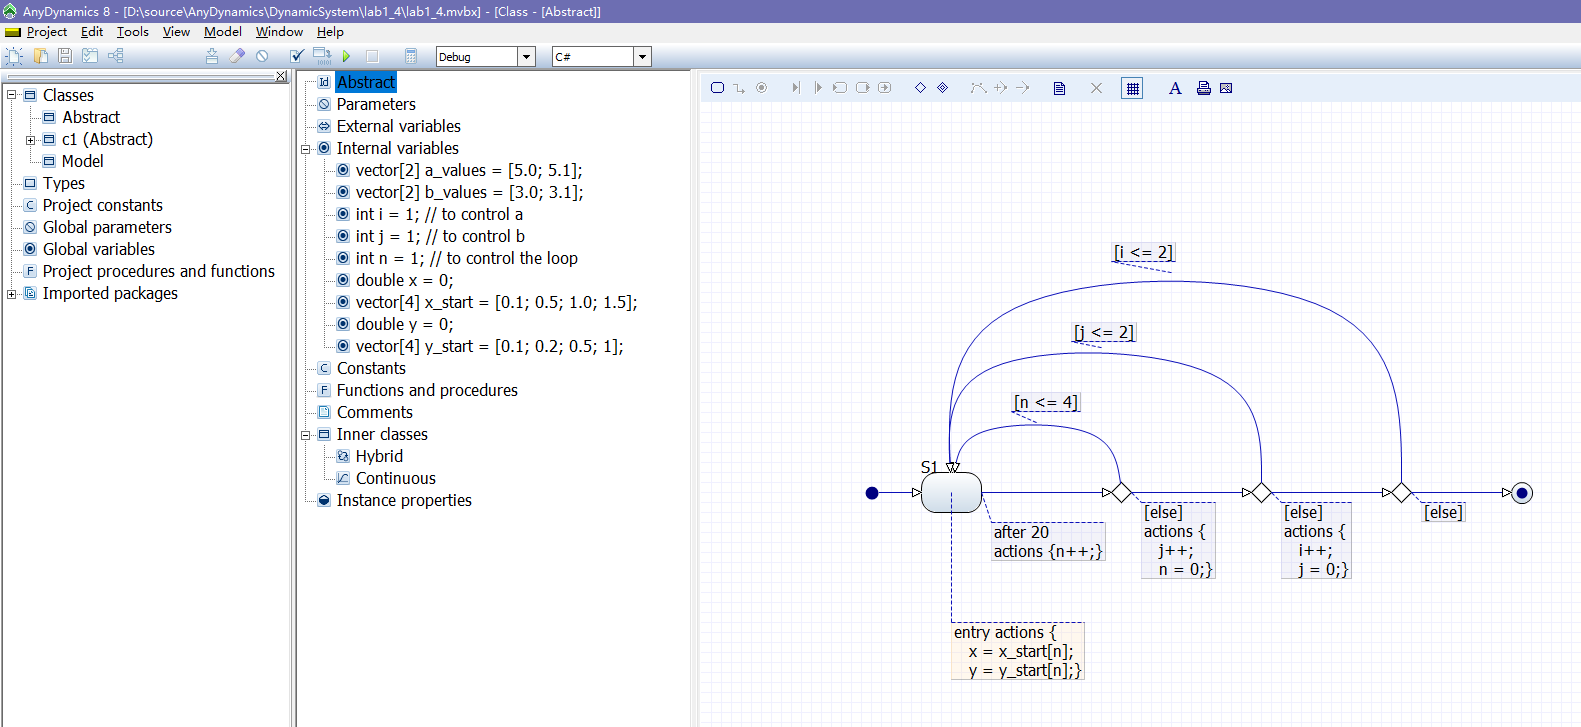 AnyDynamics 8 - [D:\source\AnyDynamics\DynamicSystem\lab1_4\lab1_4.mvbx] - [Class - [Abstract]]
Project Edit Tools View Model Window Help
Debug
C#
Classes
Abstract
c1 (Abstract)
Model
Types
Project constants
Global parameters
Global variables
Project procedures and functions
Imported packages
Abstract
Parameters
External variables
Internal variables
vector[2] a_values = [5.0; 5.1];
vector[2] b_values = [3.0; 3.1];
int i = 1; // to control a
int j = 1; // to control b
int n = 1; // to control the loop
double x = 0;
vector[4] x_start = [0.1; 0.5; 1.0; 1.5];
double y = 0;
vector[4] y_start = [0.1; 0.2; 0.5; 1];
Constants
Functions and procedures
Comments
Inner classes
Hybrid
Continuous
Instance properties
[i <= 2]
[j <= 2]
[n <= 4]
S1
after 20
actions {n++;}
[else]
actions {
j++;
n = 0;}
[else]
actions {
i++;
j = 0;}
[else]
entry actions {
x = x_start[n];
y = y_start[n];}